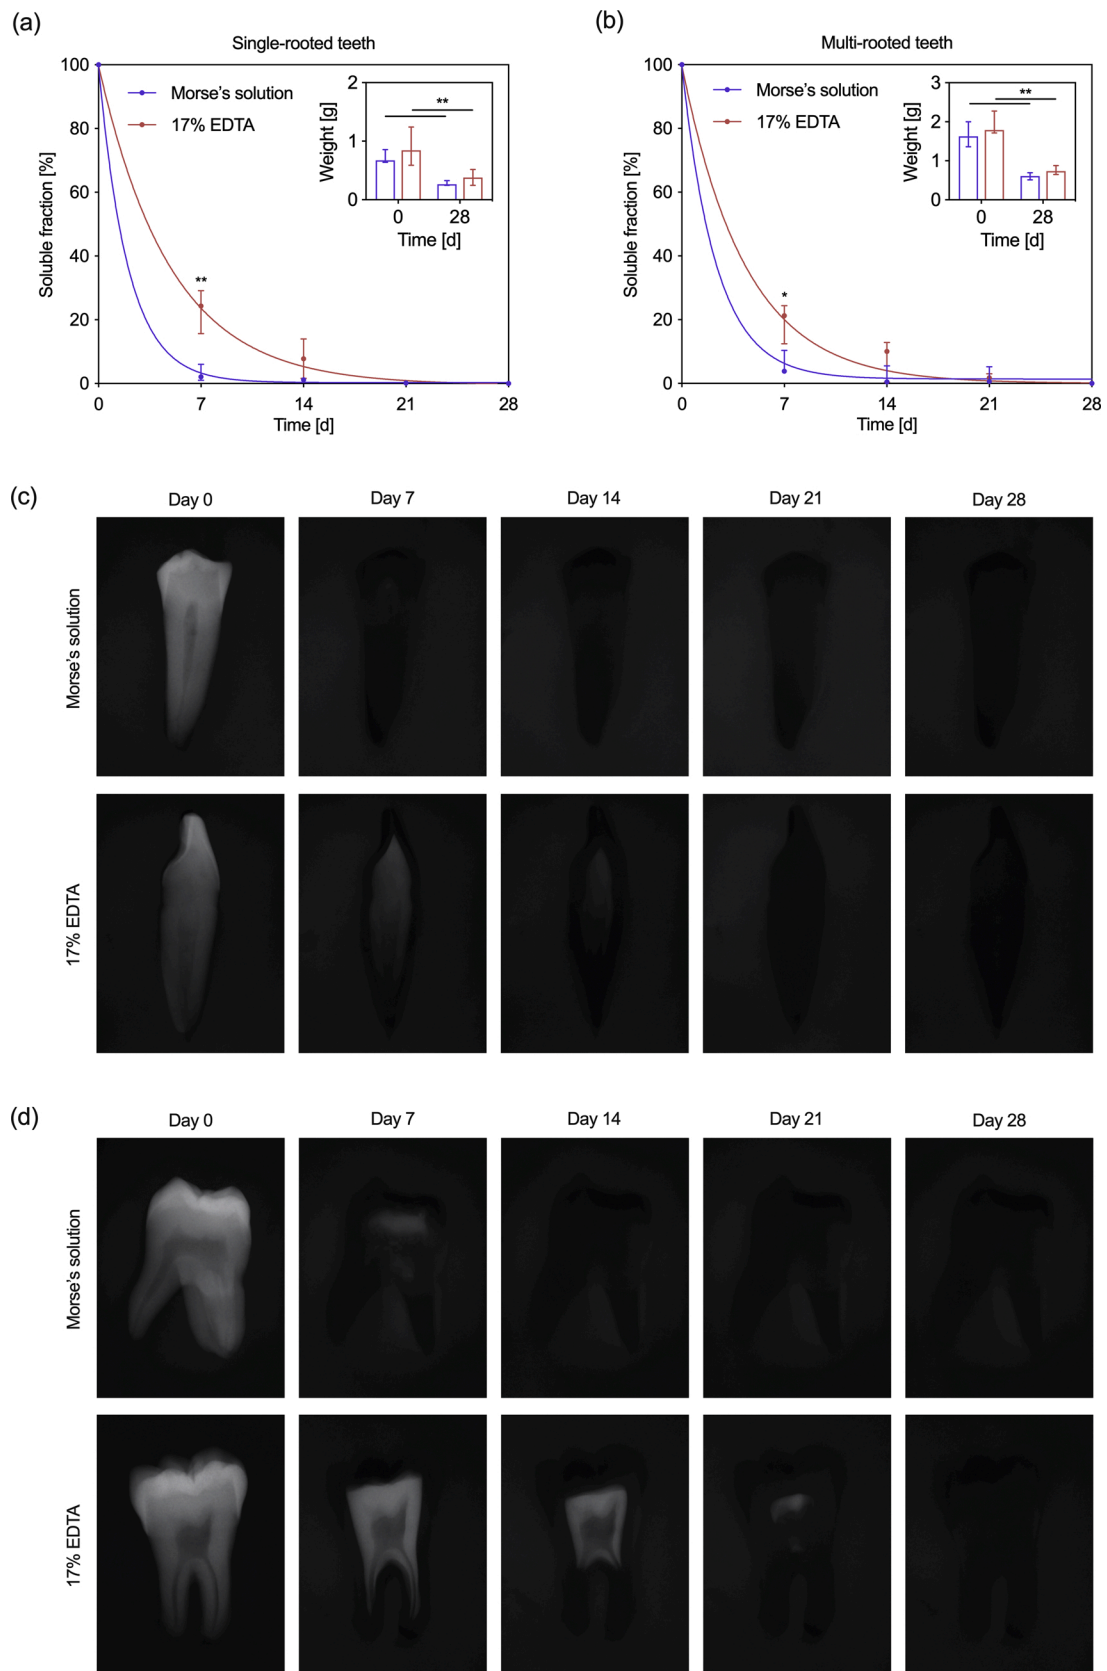 (a)
Single-rooted teeth
Soluble fraction [%]
100
80
60
40
20
0
Morse's solution
17% EDTA
**
0
7
14
21
28
Time [d]
Weight [g]
2
1
0
**
0
28
Time [d]
(b)
Multi-rooted teeth
Soluble fraction [%]
100
80
60
40
20
0
Morse's solution
17% EDTA
*
0
7
14
21
28
Time [d]
Weight [g]
3
2
1
0
**
0
28
Time [d]
(c)
Day 0
Day 7
Day 14
Day 21
Day 28
Morse's solution
17% EDTA
(d)
Day 0
Day 7
Day 14
Day 21
Day 28
Morse's solution
17% EDTA